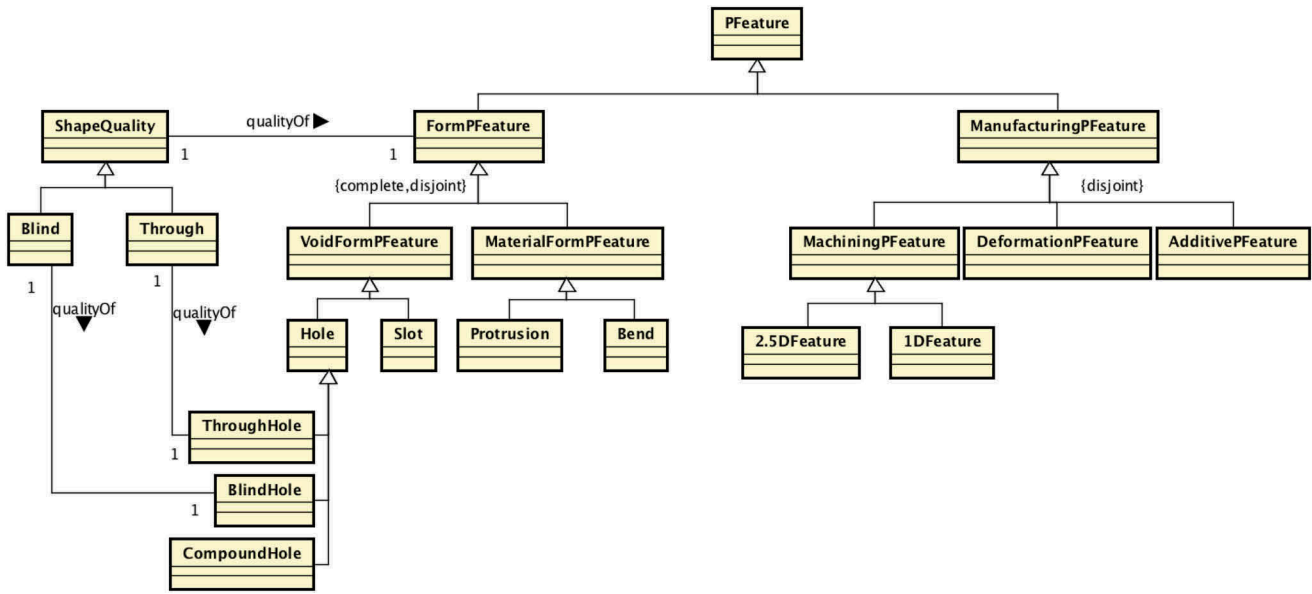 PFeature
ShapeQuality
qualityOf
1
1
FormPFeature
ManufacturingPFeature
{complete,disjoint}
{disjoint}
Blind
Through
VoidFormPFeature
MaterialFormPFeature
MachiningPFeature
DeformationPFeature
AdditivePFeature
1
1
qualityOf
qualityOf
Hole
Slot
Protrusion
Bend
2.5DFeature
1DFeature
ThroughHole
1
BlindHole
1
CompoundHole